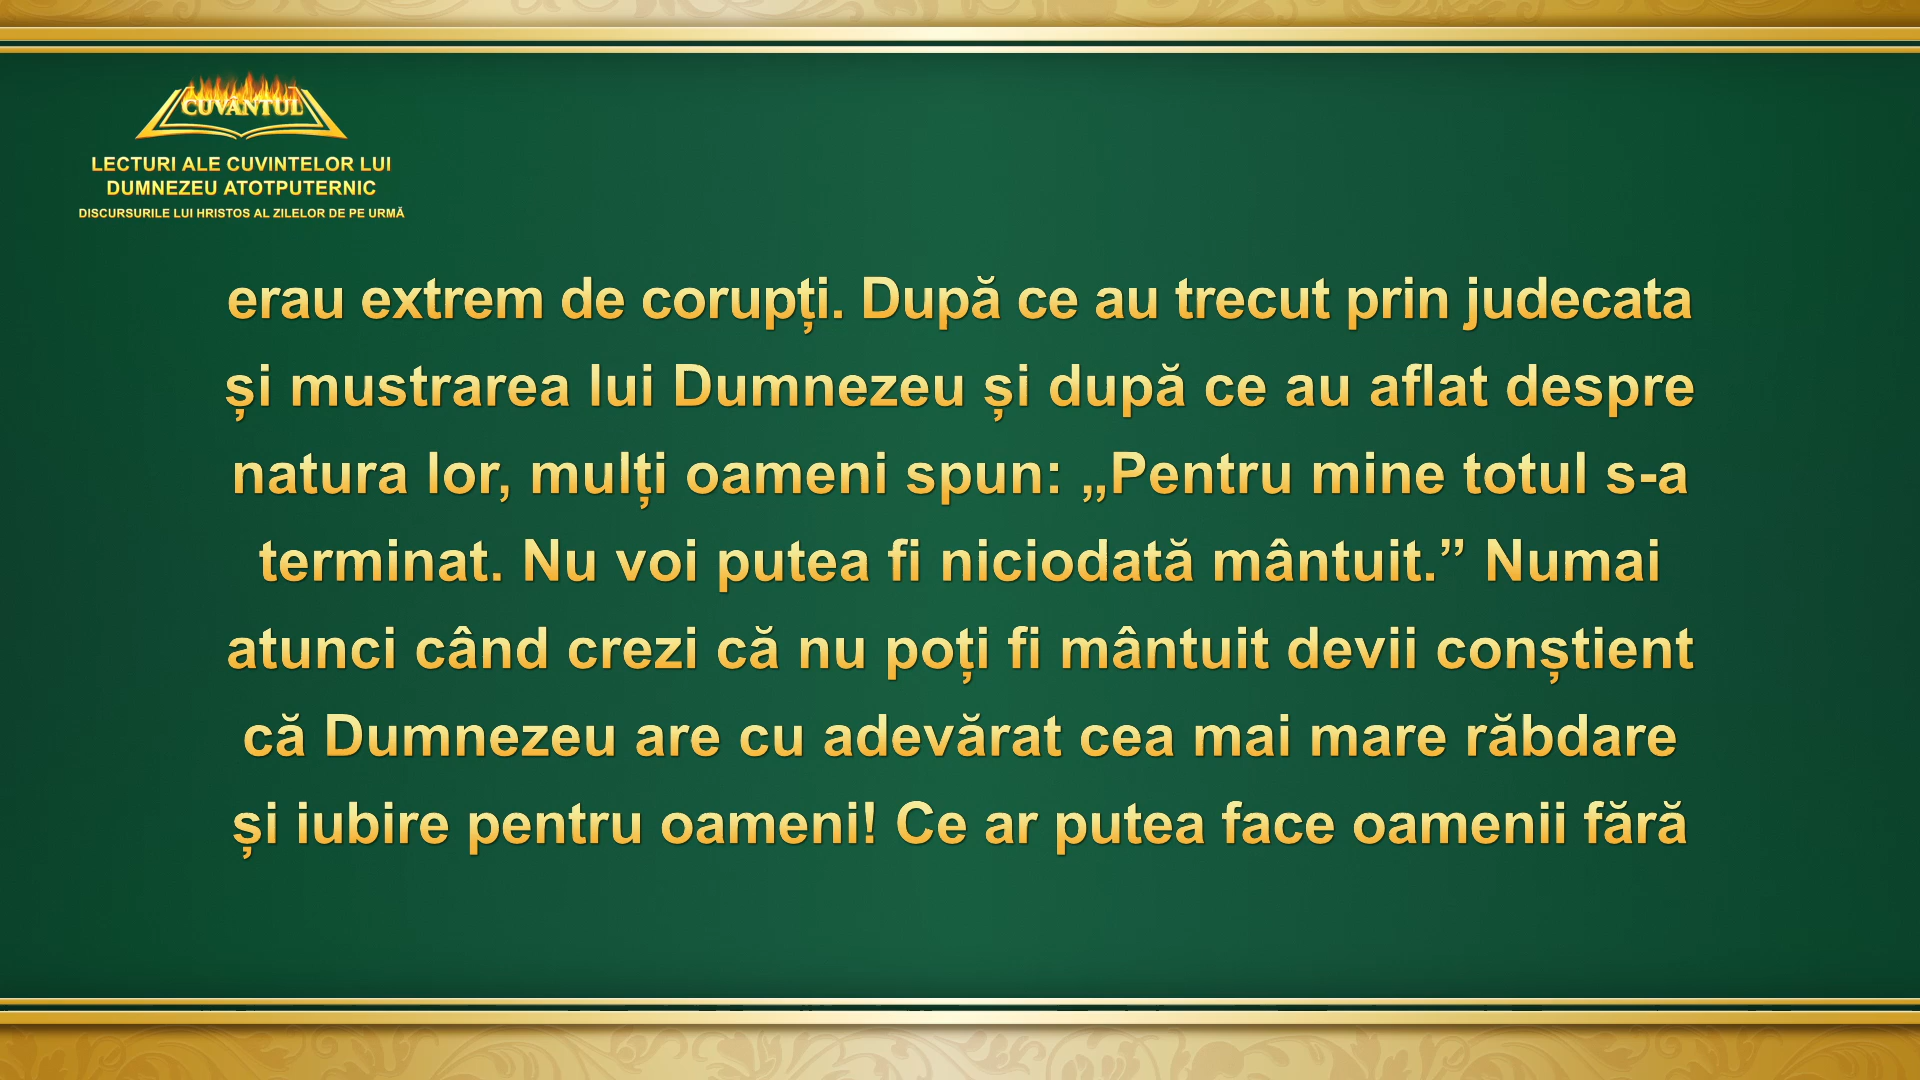 CUVÂNTUL
LECTURI ALE CUVINTELOR LUI
DUMNEZEU ATOTPUTERNIC
DISCURSURILE LUI HRISTOS AL ZILELOR DE PE URMĂ
erau extrem de corupți. După ce au trecut prin judecata
și mustrarea lui Dumnezeu și după ce au aflat despre
natura lor, mulți oameni spun: „Pentru mine totul s-a
terminat. Nu voi putea fi niciodată mântuit.” Numai
atunci când crezi că nu poți fi mântuit devii conștient
că Dumnezeu are cu adevărat cea mai mare răbdare
și iubire pentru oameni! Ce ar putea face oamenii fără